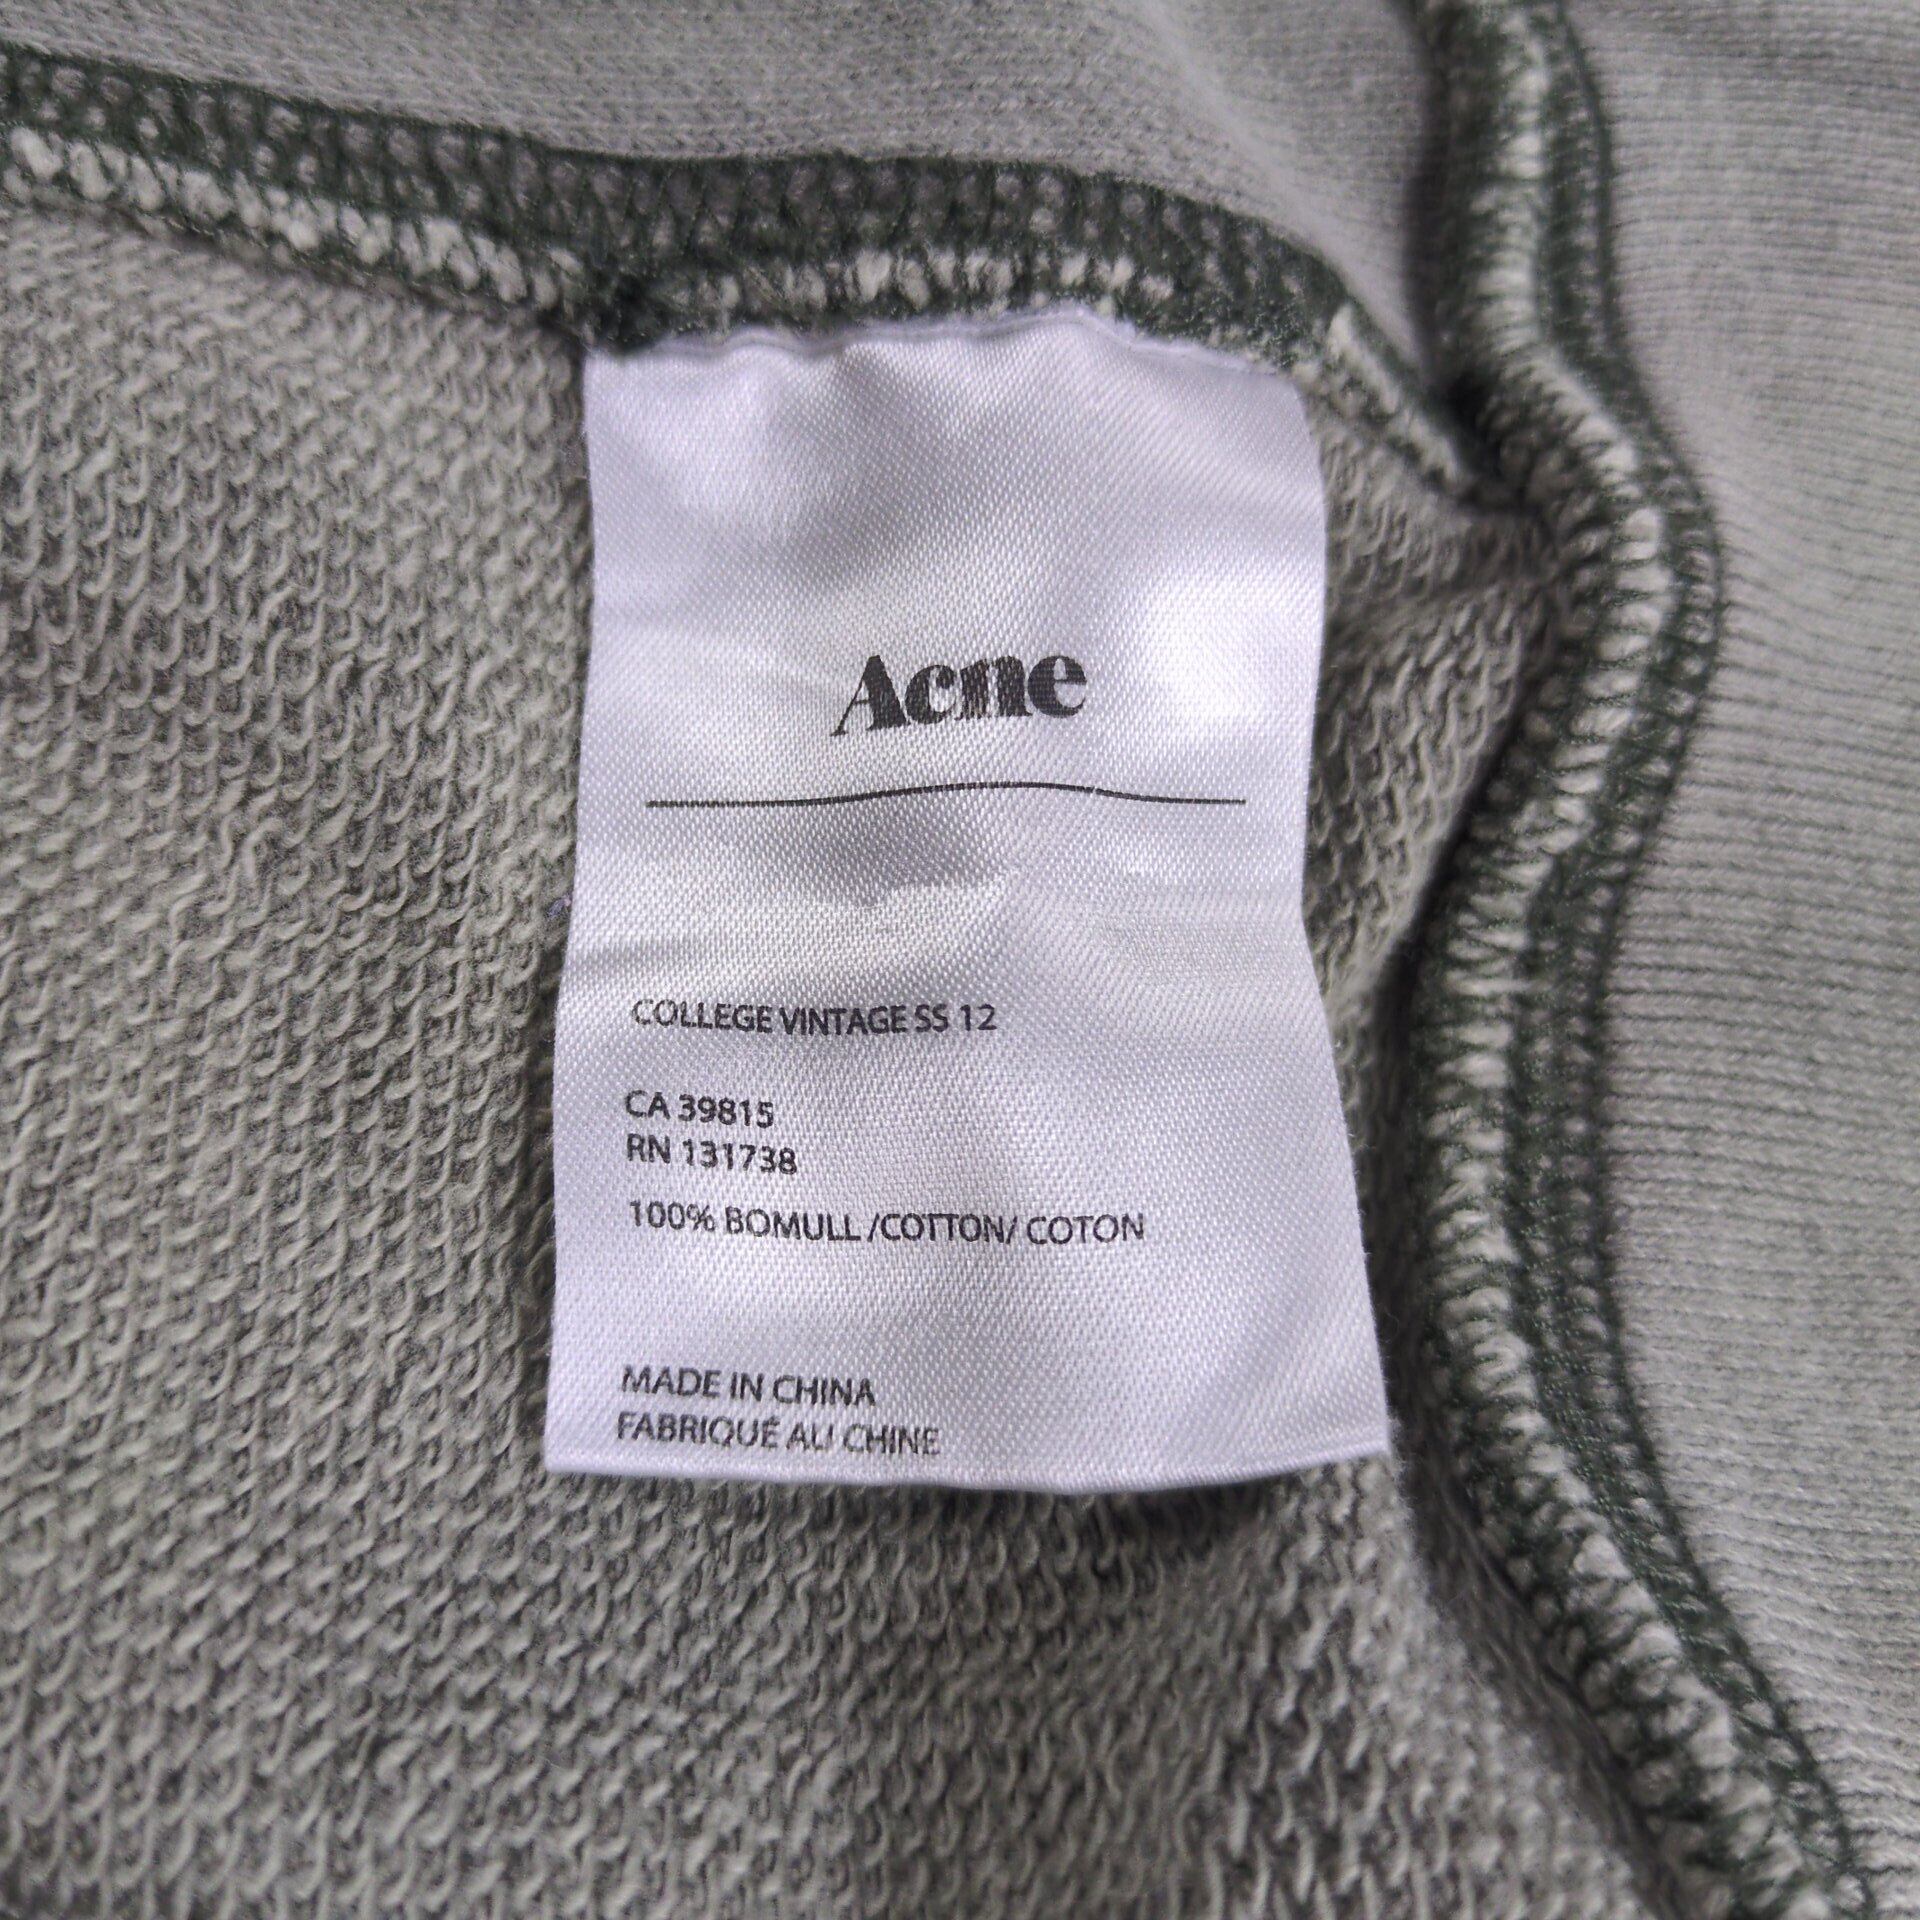 Acne
COLLEGE VINTAGE SS 12
CA 39815
RN 131738
100% BOMULL /COTTON/ COTON
MADE IN CHINA
FABRIQUÉ AU CHINE